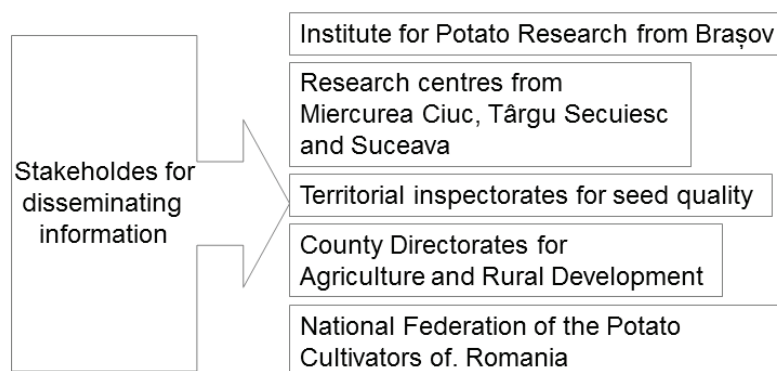 Stakeholdes for
disseminating
information
Institute for Potato Research from Brașov
Research centres from
Miercurea Ciuc, Târgu Secuiesc
and Suceava
Territorial inspectorates for seed quality
County Directorates for
Agriculture and Rural Development
National Federation of the Potato
Cultivators of. Romania